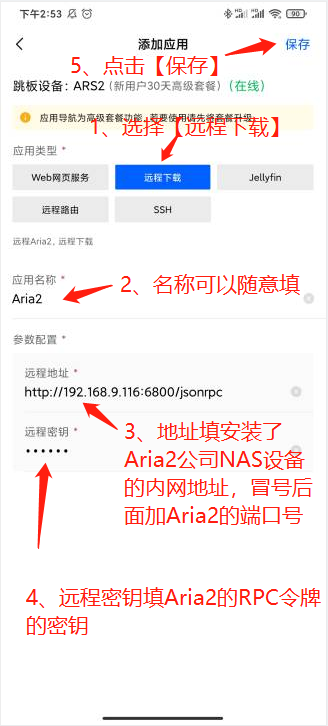 下午2:53
90
添加应用
保存
5、点击【保存】
跳板设备：ARS2（新用户30天高级套餐）（在线）
应用导航为高级套餐功能，若要使用请先将套餐升级。
1、选择【远程下载】
应用类型 *
Web网页服务
远程下载
Jellyfin
远程路由
SSH
远程Aria2, 远程下载
应用名称 *
Aria2
2、名称可以随意填
参数配置 *
远程地址 *
http://192.168.9.116:6800/jsonrpc
远程密钥 *
••••••
3、地址填安装了
Aria2公司NAS设备
的内网地址，冒号后
面加Aria2的端口号
4、远程密钥填Aria2的RPC令牌
的密钥